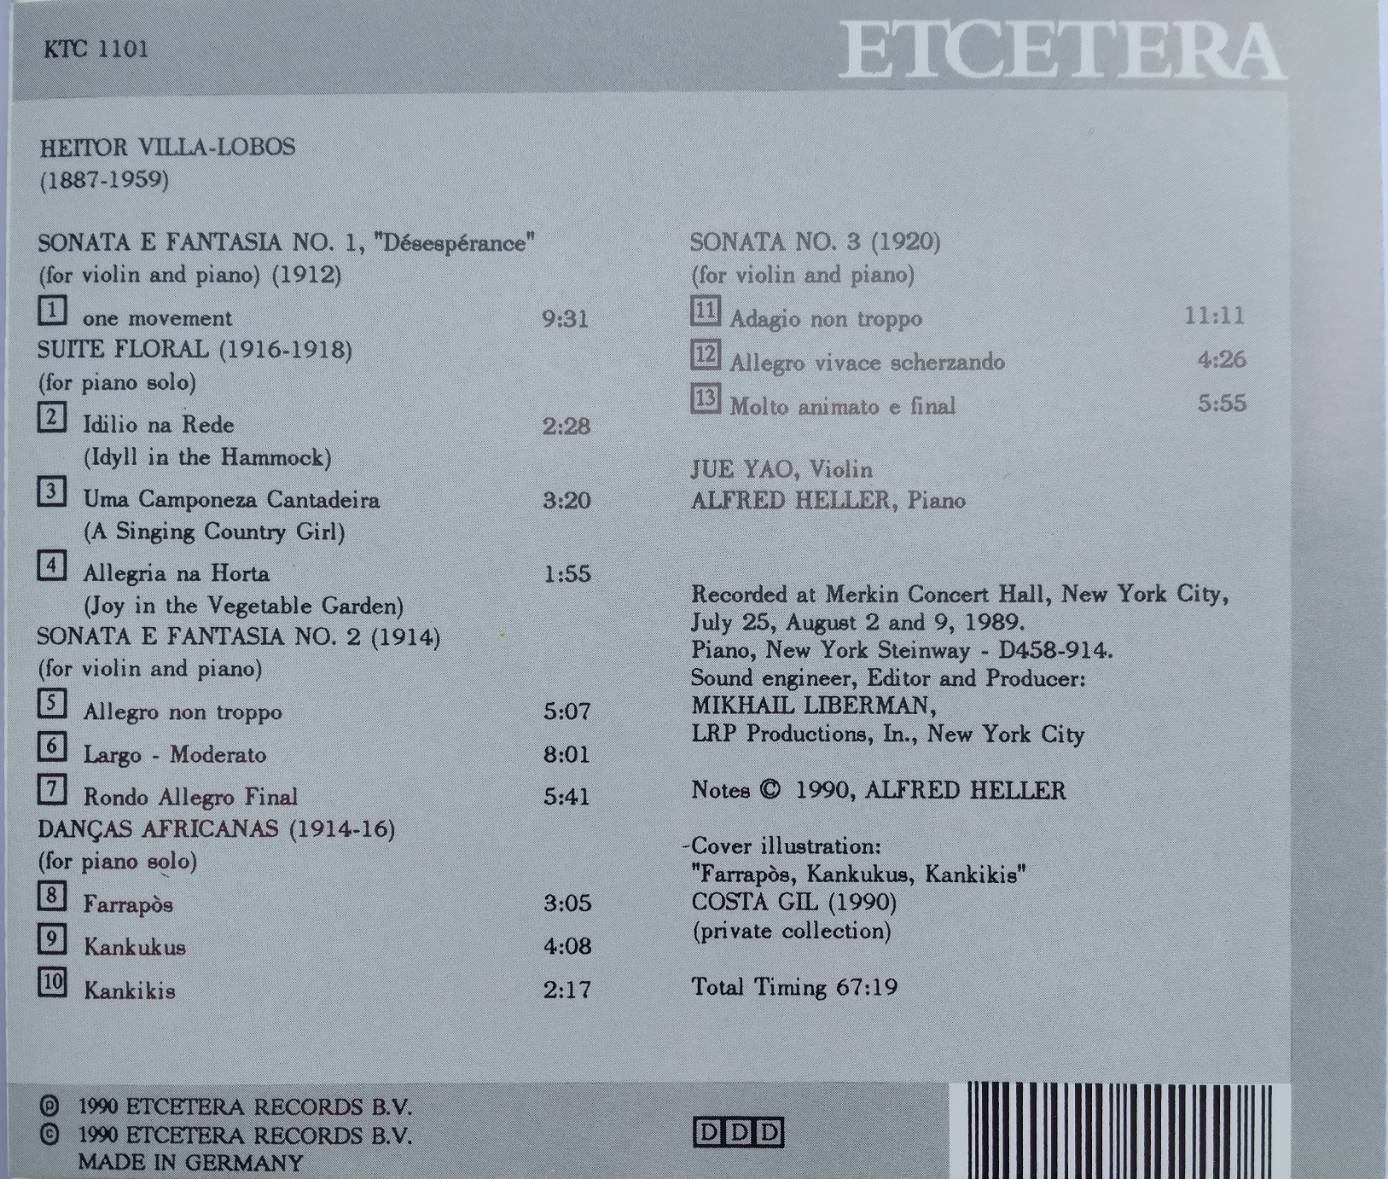 KTC 1101
ETCETERA
HEITOR VILLA-LOBOS
(1887-1959)
SONATA E FANTASIA NO. 1, "Désespérance"
(for violin and piano) (1912)
1 one movement 9:31
SUITE FLORAL (1916-1918)
(for piano solo)
2 Idilio na Rede 2:28
(Idyll in the Hammock)
3 Uma Camponeza Cantadeira 3:20
(A Singing Country Girl)
4 Allegria na Horta 1:55
(Joy in the Vegetable Garden)
SONATA E FANTASIA NO. 2 (1914)
(for violin and piano)
5 Allegro non troppo 5:07
6 Largo - Moderato 8:01
7 Rondo Allegro Final 5:41
DANÇAS AFRICANAS (1914-16)
(for piano solo)
8 Farrapòs 3:05
9 Kankukus 4:08
10 Kankikis 2:17
SONATA NO. 3 (1920)
(for violin and piano)
11 Adagio non troppo 11:11
12 Allegro vivace scherzando 4:26
13 Molto animato e final 5:55
JUE YAO, Violin
ALFRED HELLER, Piano
Recorded at Merkin Concert Hall, New York City,
July 25, August 2 and 9, 1989.
Piano, New York Steinway - D458-914.
Sound engineer, Editor and Producer:
MIKHAIL LIBERMAN,
LRP Productions, In., New York City
Notes © 1990, ALFRED HELLER
-Cover illustration:
"Farrapòs, Kankukus, Kankikis"
COSTA GIL (1990)
(private collection)
Total Timing 67:19
℗ 1990 ETCETERA RECORDS B.V.
© 1990 ETCETERA RECORDS B.V.
MADE IN GERMANY
DDD